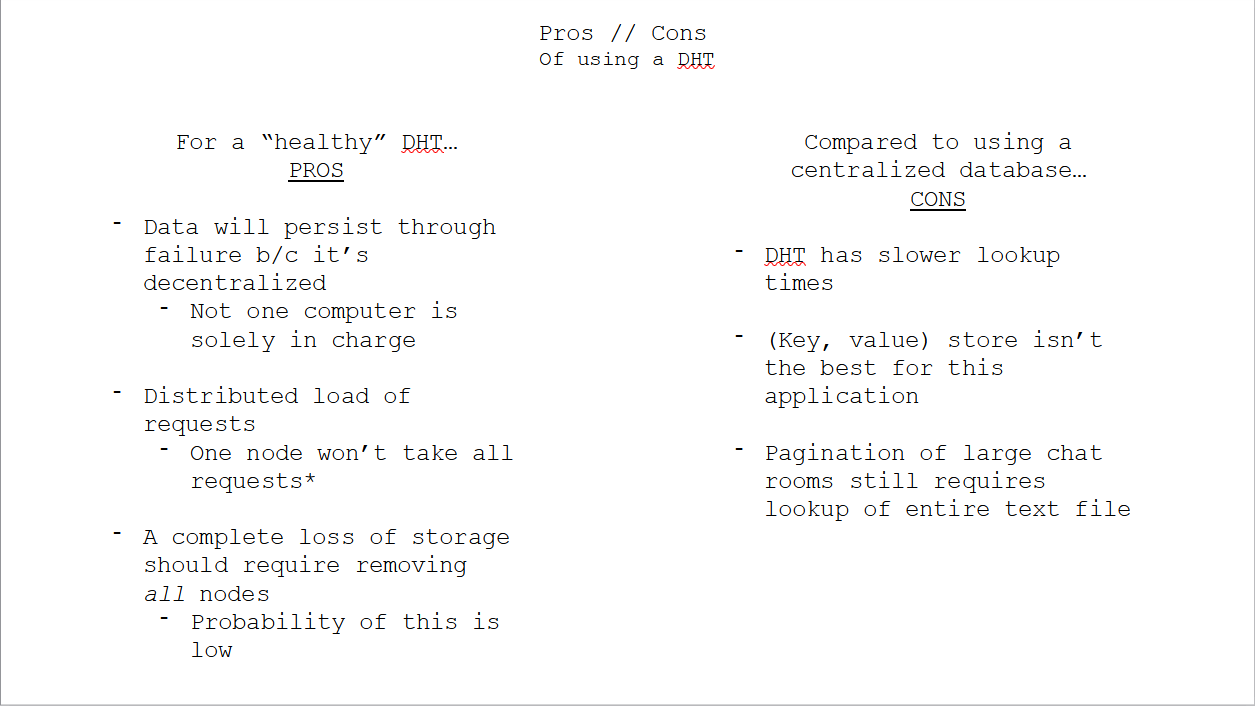 Pros // Cons
Of using a DHT
For a “healthy” DHT…
PROS
- Data will persist through
failure b/c it’s
decentralized
- Not one computer is
solely in charge
- Distributed load of
requests
- One node won’t take all
requests*
- A complete loss of storage
should require removing
all nodes
- Probability of this is
low
Compared to using a
centralized database…
CONS
- DHT has slower lookup
times
- (Key, value) store isn’t
the best for this
application
- Pagination of large chat
rooms still requires
lookup of entire text file